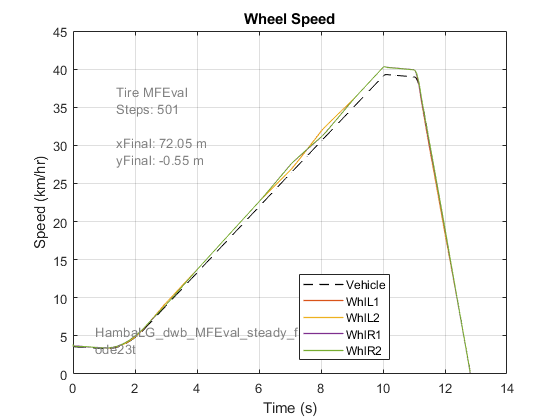 Wheel Speed
45
40
35
30
25
20
15
10
5
0
Speed (km/hr)
Tire MFEval
Steps: 501
xFinal: 72.05 m
yFinal: -0.55 m
HambaLG_dwb_MFEval_steady_f
ode23t
Vehicle
WhlL1
WhlL2
WhlR1
WhlR2
0 2 4 6 8 10 12 14
Time (s)